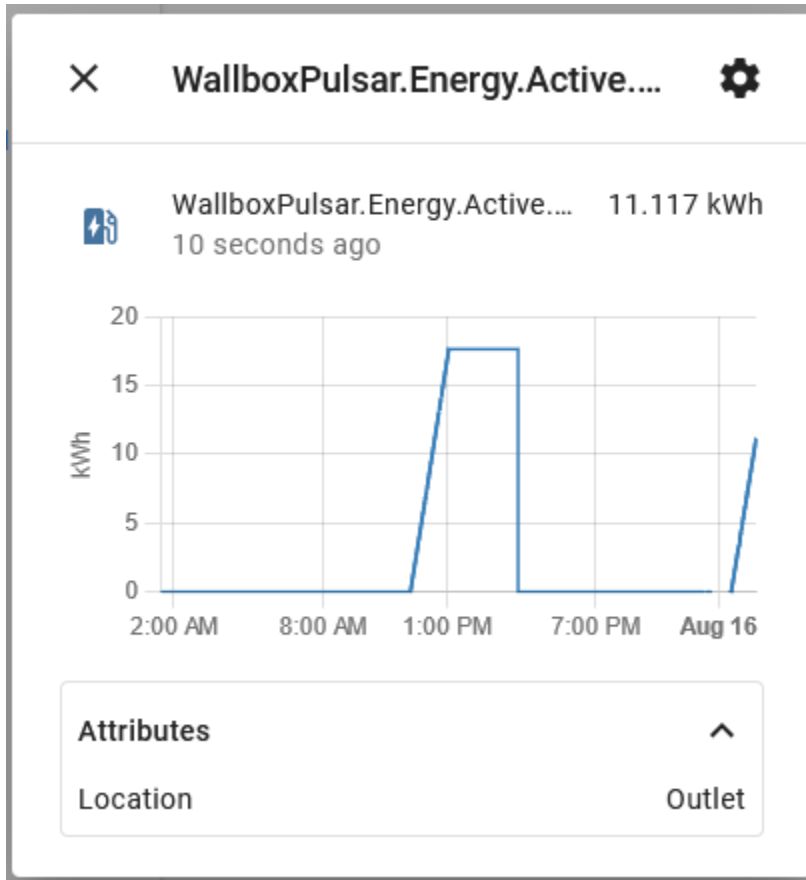 WallboxPulsar.Energy.Active....
WallboxPulsar.Energy.Active.... 11.117 kWh
10 seconds ago
20
15
10
5
0
kWh
2:00 AM 8:00 AM 1:00 PM 7:00 PM Aug 16
Attributes
Location Outlet